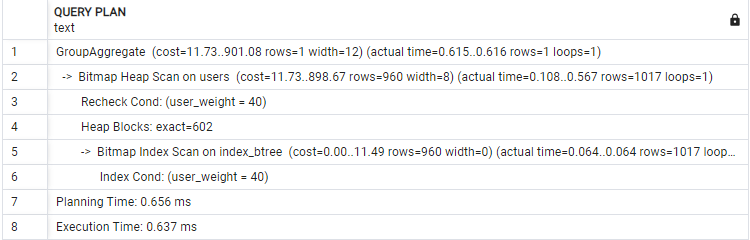 QUERY PLAN
text
1 GroupAggregate (cost=11.73..901.08 rows=1 width=12) (actual time=0.615..0.616 rows=1 loops=1)
2 -> Bitmap Heap Scan on users (cost=11.73..898.67 rows=960 width=8) (actual time=0.108..0.567 rows=1017 loops=1)
3 Recheck Cond: (user_weight = 40)
4 Heap Blocks: exact=602
5 -> Bitmap Index Scan on index_btree (cost=0.00..11.49 rows=960 width=0) (actual time=0.064..0.064 rows=1017 loop...
6 Index Cond: (user_weight = 40)
7 Planning Time: 0.656 ms
8 Execution Time: 0.637 ms